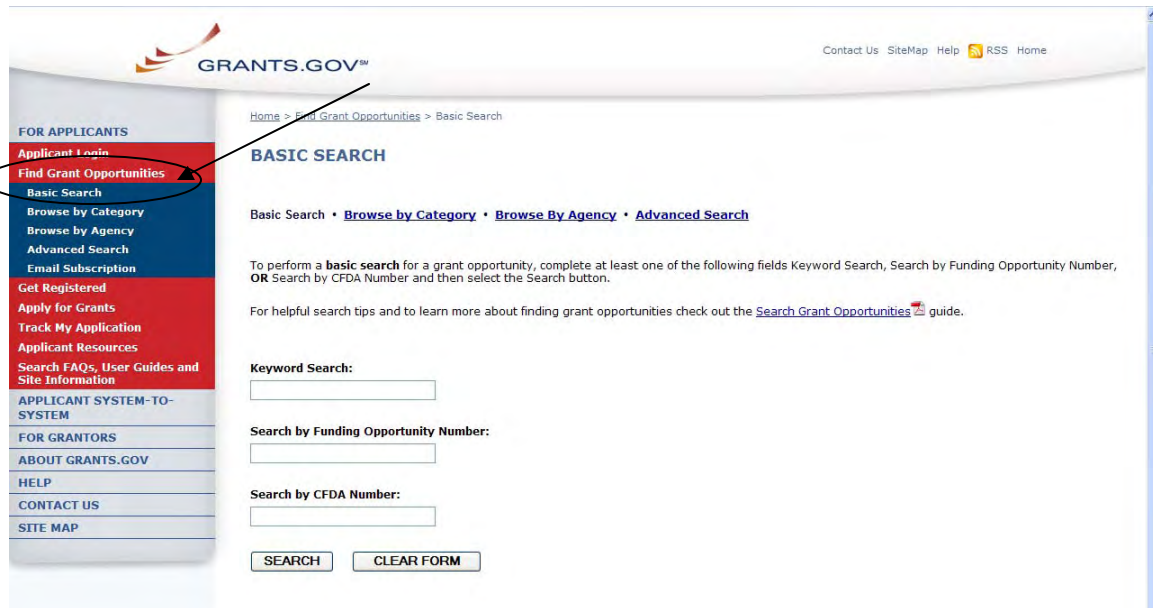 GRANTS.GOV℠
Contact Us SiteMap Help RSS Home
Home > Find Grant Opportunities > Basic Search
FOR APPLICANTS
Applicant Login
Find Grant Opportunities
Basic Search
Browse by Category
Browse by Agency
Advanced Search
Email Subscription
Get Registered
Apply for Grants
Track My Application
Applicant Resources
Search FAQs, User Guides and
Site Information
APPLICANT SYSTEM-TO-
SYSTEM
FOR GRANTORS
ABOUT GRANTS.GOV
HELP
CONTACT US
SITE MAP
BASIC SEARCH
Basic Search • Browse by Category • Browse By Agency • Advanced Search
To perform a basic search for a grant opportunity, complete at least one of the following fields Keyword Search, Search by Funding Opportunity Number,
OR Search by CFDA Number and then select the Search button.
For helpful search tips and to learn more about finding grant opportunities check out the Search Grant Opportunities guide.
Keyword Search:
Search by Funding Opportunity Number:
Search by CFDA Number:
SEARCH CLEAR FORM